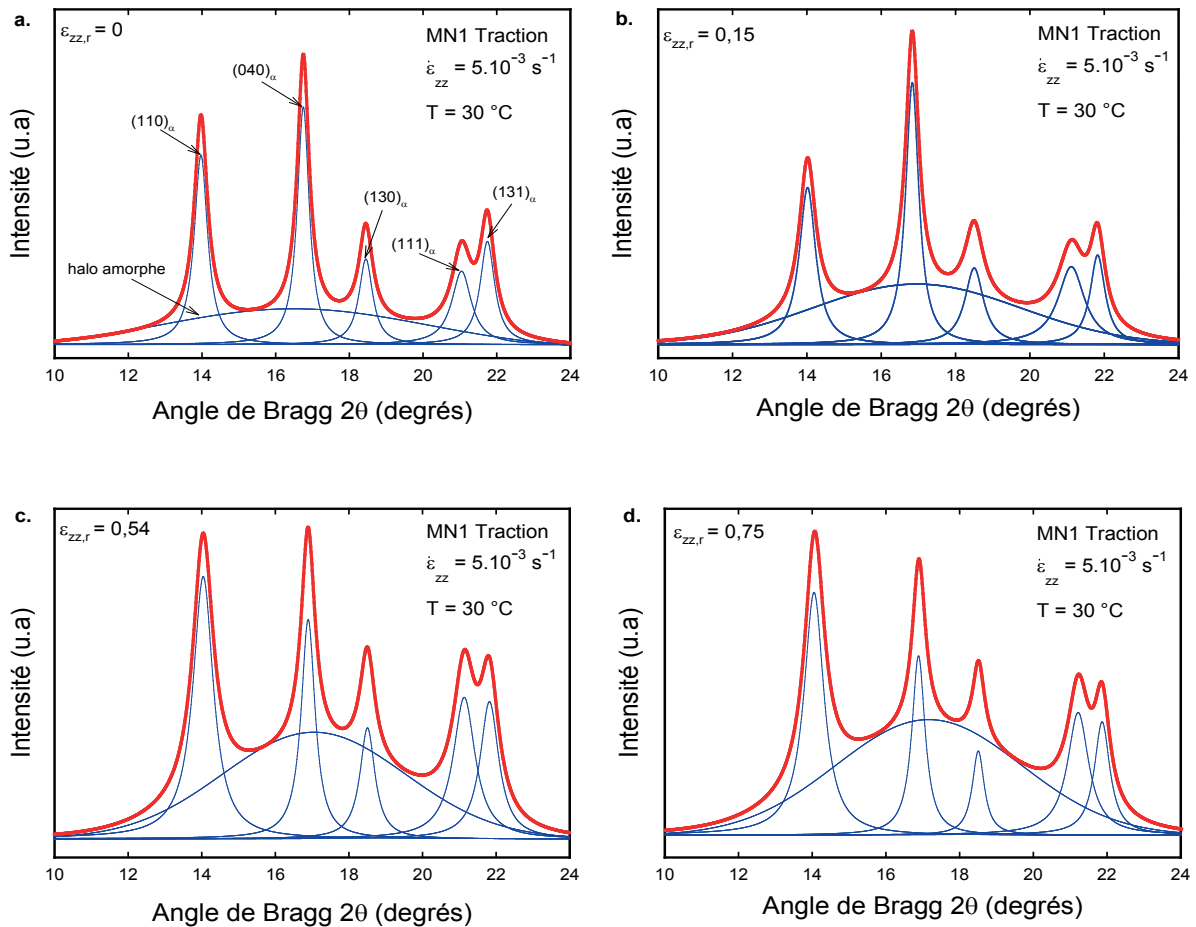 a.
εzz,r = 0
MN1 Traction
ε̇zz = 5.10⁻³ s⁻¹
T = 30 °C
(110)α
(040)α
(130)α
(111)α
(131)α
halo amorphe
Intensité (u.a)
10 12 14 16 18 20 22 24
Angle de Bragg 2θ (degrés)
b.
εzz,r = 0,15
MN1 Traction
ε̇zz = 5.10⁻³ s⁻¹
T = 30 °C
Intensité (u.a)
10 12 14 16 18 20 22 24
Angle de Bragg 2θ (degrés)
c.
εzz,r = 0,54
MN1 Traction
ε̇zz = 5.10⁻³ s⁻¹
T = 30 °C
Intensité (u.a)
10 12 14 16 18 20 22 24
Angle de Bragg 2θ (degrés)
d.
εzz,r = 0,75
MN1 Traction
ε̇zz = 5.10⁻³ s⁻¹
T = 30 °C
Intensité (u.a)
10 12 14 16 18 20 22 24
Angle de Bragg 2θ (degrés)